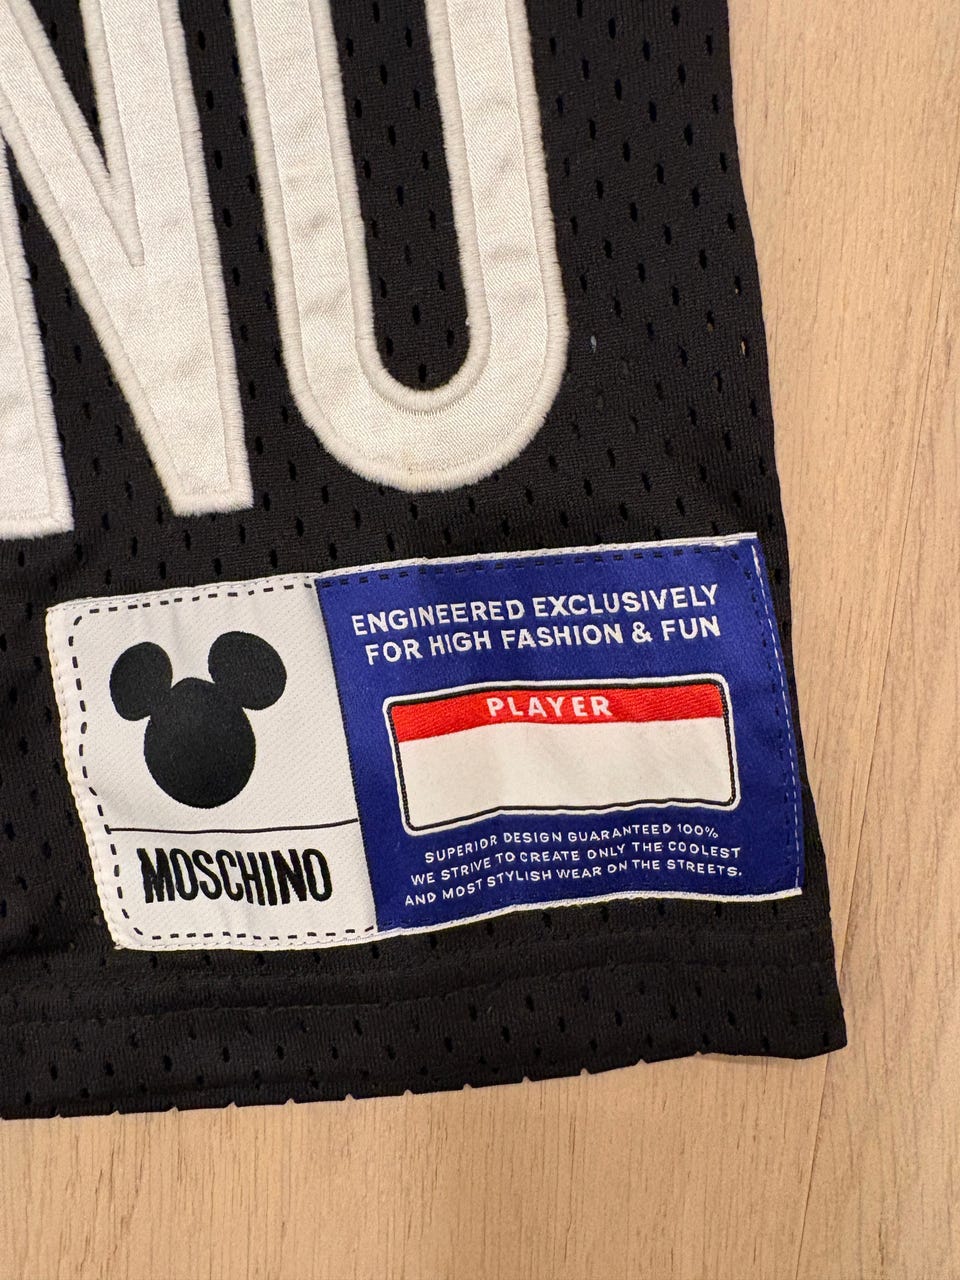 NO
ENGINEERED EXCLUSIVELY
FOR HIGH FASHION & FUN
PLAYER
SUPERIOR DESIGN GUARANTEED 100%
WE STRIVE TO CREATE ONLY THE COOLEST
AND MOST STYLISH WEAR ON THE STREETS.
MOSCHINO